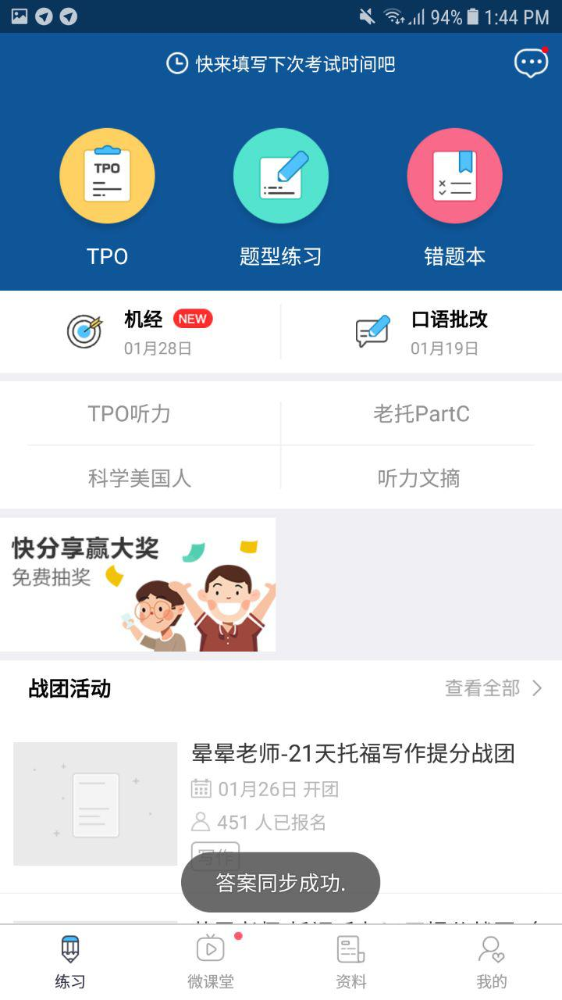 94% 1:44 PM
快来填写下次考试时间吧
TPO
TPO
题型练习
错题本
机经 NEW
01月28日
口语批改
01月19日
TPO听力
老托PartC
科学美国人
听力文摘
快分享赢大奖
免费抽奖
战团活动
查看全部
晕晕老师-21天托福写作提分战团
01月26日 开团
451 人已报名
写作
答案同步成功.
练习
微课堂
资料
我的